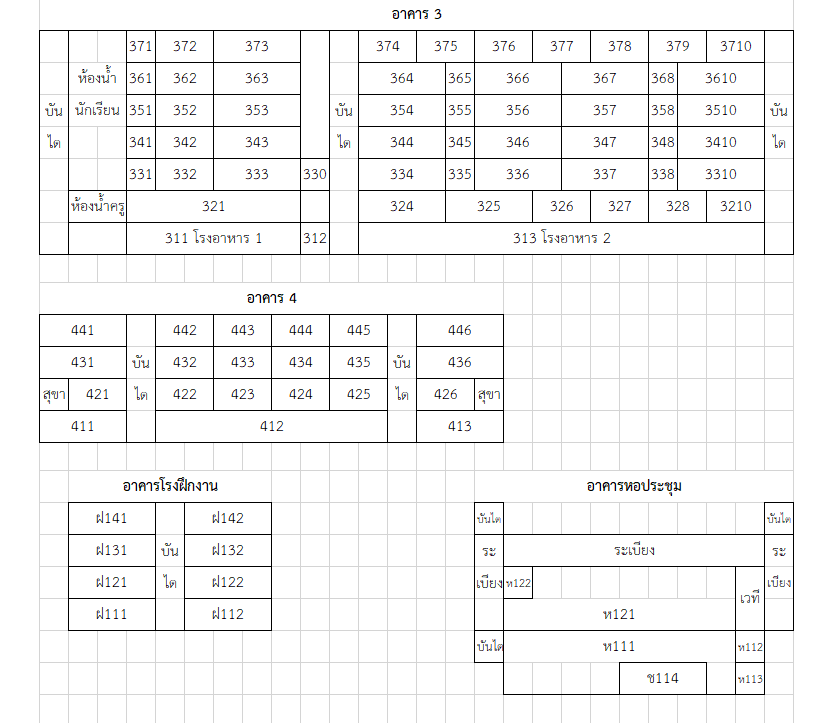 อาคาร 3
371 372 373 374 375 376 377 378 379 3710
ห้องน้ำ 361 362 363 364 365 366 367 368 3610
บัน นักเรียน 351 352 353 บัน 354 355 356 357 358 3510 บัน
ได 341 342 343 ได 344 345 346 347 348 3410 ได
331 332 333 330 334 335 336 337 338 3310
ห้องน้ำครู 321 324 325 326 327 328 3210
311 โรงอาหาร 1 312 313 โรงอาหาร 2
อาคาร 4
441 442 443 444 445 446
431 บัน 432 433 434 435 บัน 436
สุขา 421 ได 422 423 424 425 ได 426 สุขา
411 412 413
อาคารโรงฝึกงาน
ฝ141 ฝ142
ฝ131 บัน ฝ132
ฝ121 ได ฝ122
ฝ111 ฝ112
อาคารหอประชุม
บันได บันได
ระ ระเบียง ระ
เบียง ห122 เวที เบียง
ห121
บันได ห111 ห112
ช114 ห113